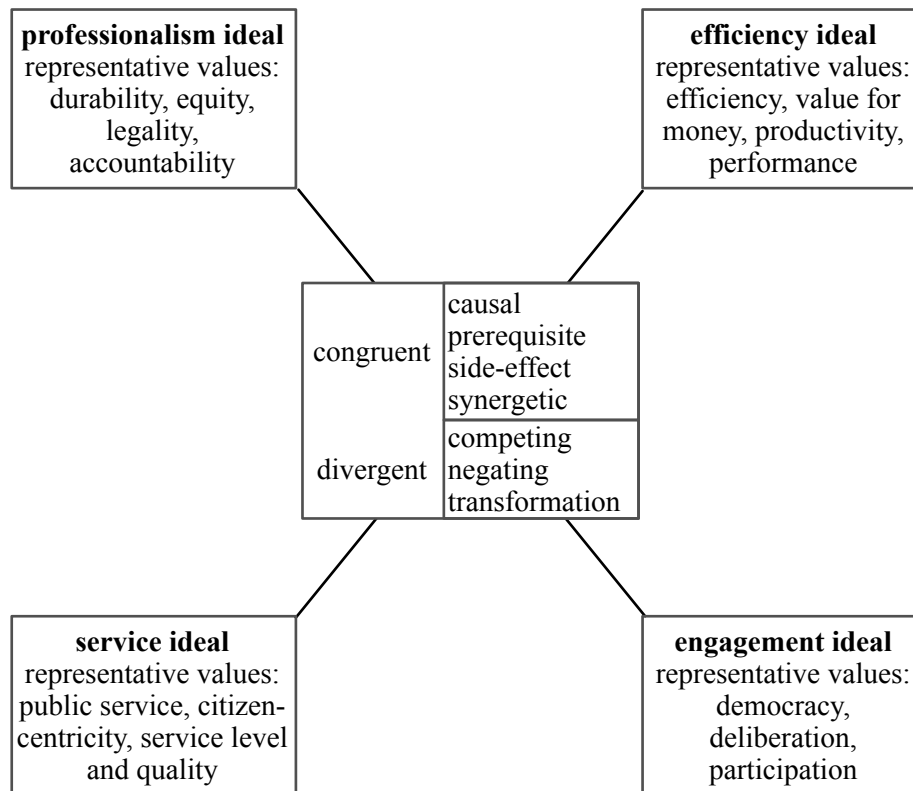 professionalism ideal
representative values:
durability, equity,
legality,
accountability
efficiency ideal
representative values:
efficiency, value for
money, productivity,
performance
congruent
causal
prerequisite
side-effect
synergetic
divergent
competing
negating
transformation
service ideal
representative values:
public service, citizen-
centricity, service level
and quality
engagement ideal
representative values:
democracy,
deliberation,
participation